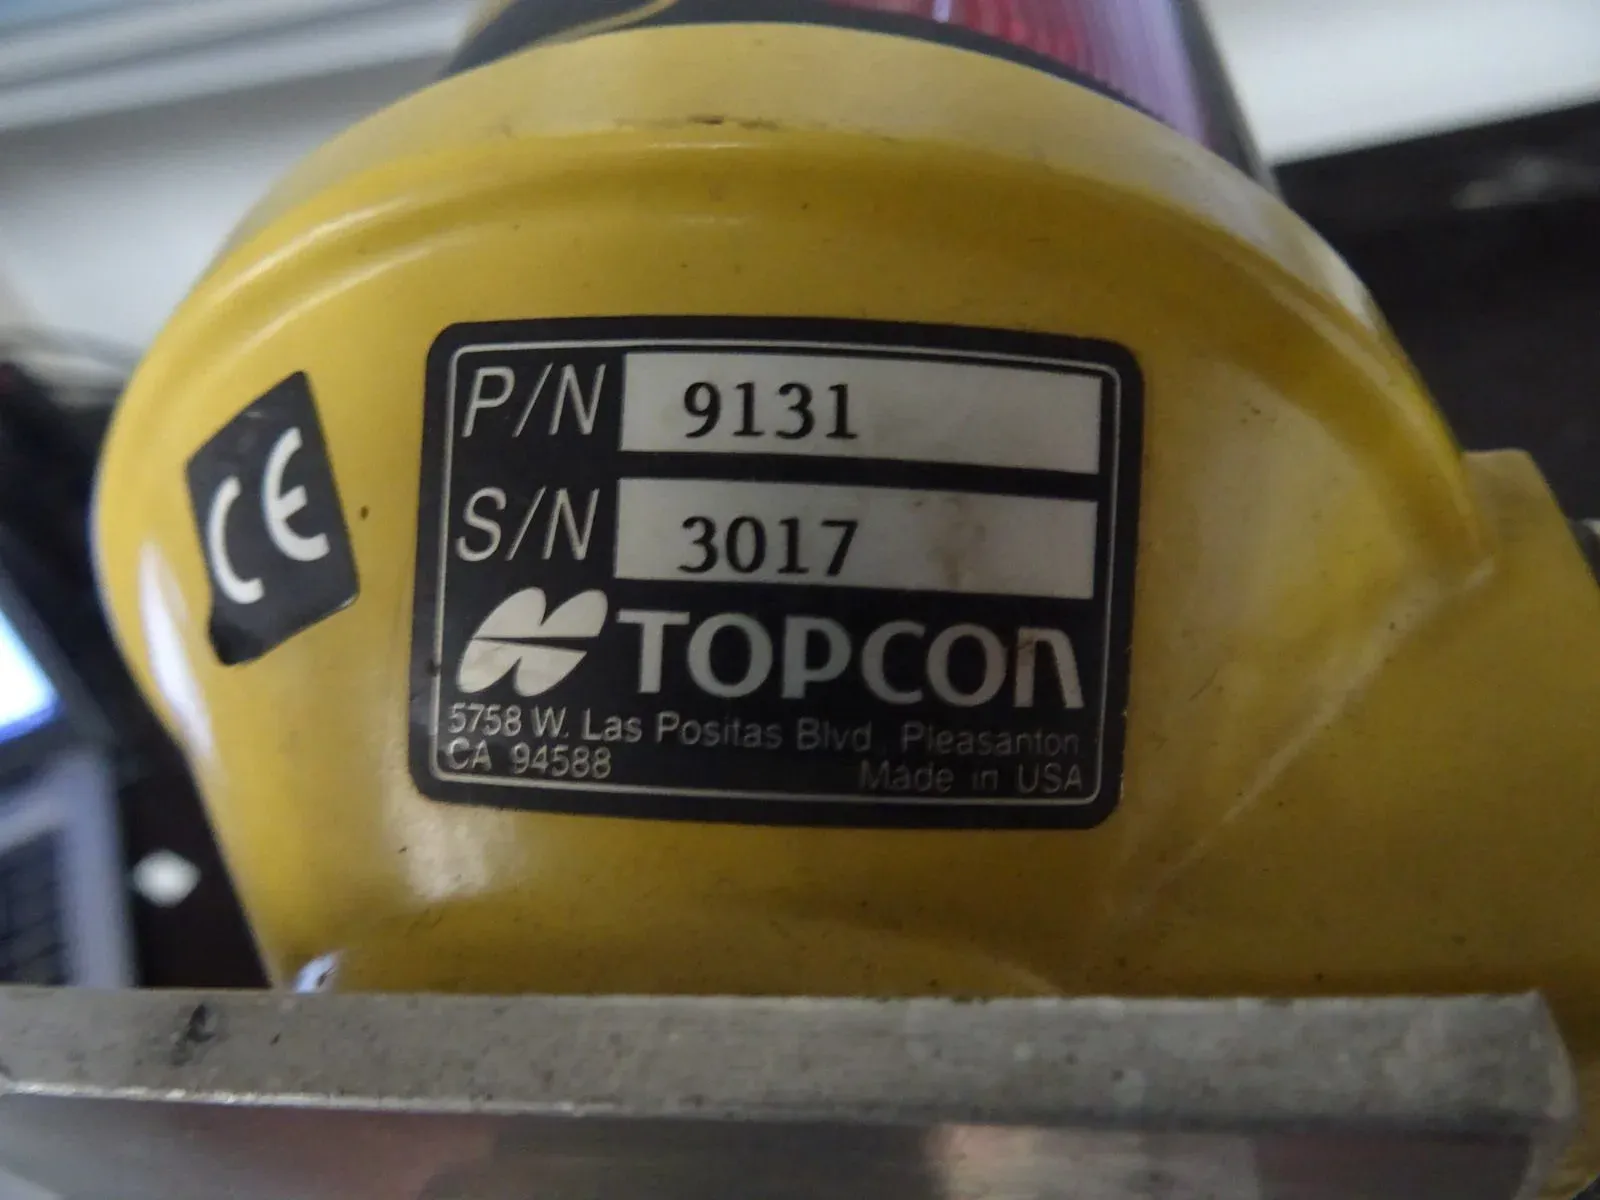 CE
P/N 9131
S/N 3017
TOPCON
5758 W. Las Positas Blvd, Pleasanton
CA 94588
Made in USA